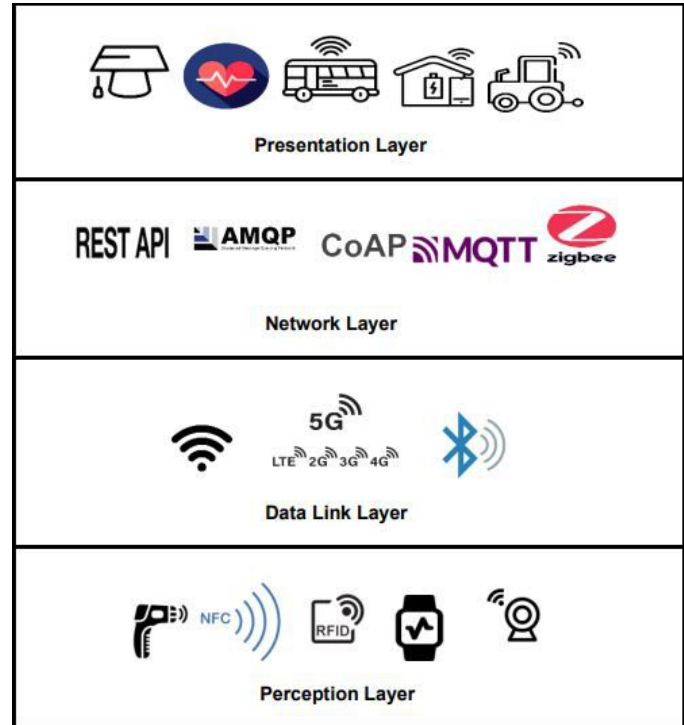 Presentation Layer
REST API AMQP CoAP MQTT zigbee
Network Layer
5G
LTE 2G 3G 4G
Data Link Layer
NFC RFID
Perception Layer